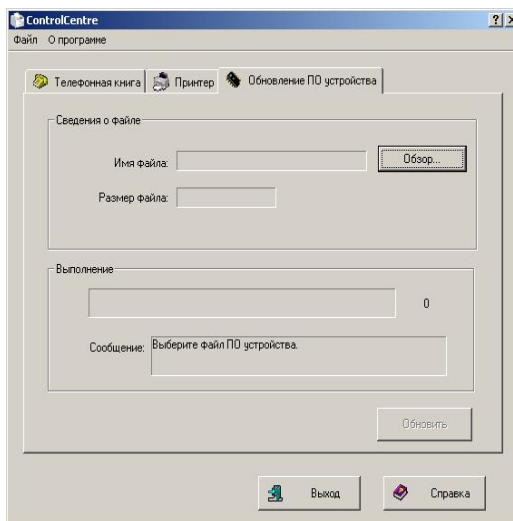 ControlCentre
Файл О программе
Телефонная книга Принтер Обновление ПО устройства
Сведения о файле
Имя файла: Обзор...
Размер файла:
Выполнение
0
Сообщение: Выберите файл ПО устройства.
Обновить
Выход Справка